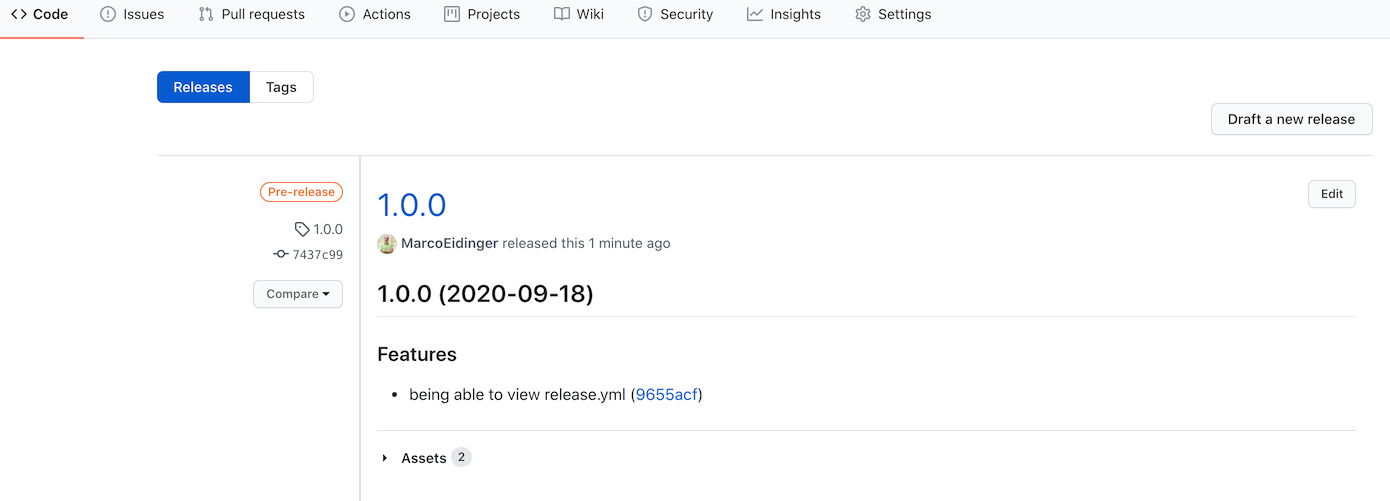 Code Issues Pull requests Actions Projects Wiki Security Insights Settings
Releases Tags
Draft a new release
Pre-release
1.0.0
7437c99
Compare
1.0.0
Edit
MarcoEidinger released this 1 minute ago
1.0.0 (2020-09-18)
Features
• being able to view release.yml (9655acf)
Assets 2